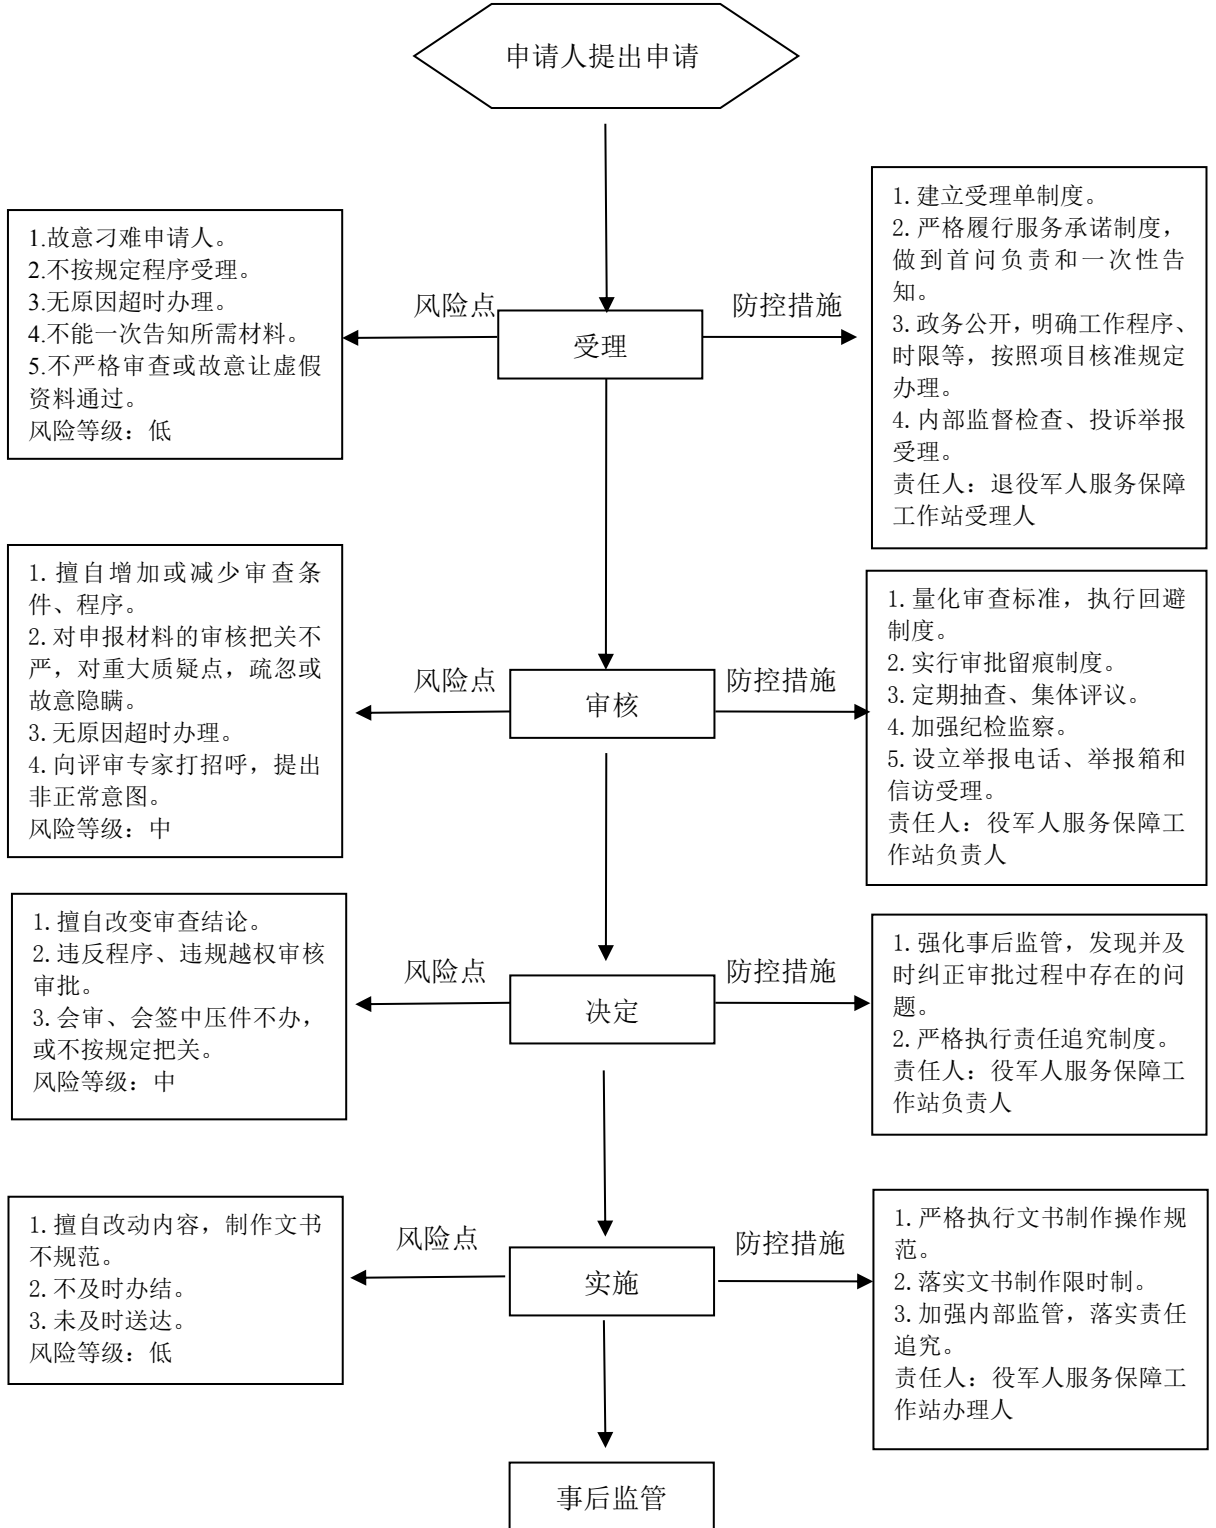 申请人提出申请
1.故意刁难申请人。
2.不按规定程序受理。
3.无原因超时办理。
4.不能一次告知所需材料。
5.不严格审查或故意让虚假
资料通过。
风险等级：低
风险点
受理
防控措施
1.建立受理单制度。
2.严格履行服务承诺制度，
做到首问负责和一次性告
知。
3.政务公开，明确工作程序、
时限等，按照项目核准规定
办理。
4.内部监督检查、投诉举报
受理。
责任人：退役军人服务保障
工作站受理人
1.擅自增加或减少审查条
件、程序。
2.对申报材料的审核把关不
严，对重大质疑点，疏忽或
故意隐瞒。
3.无原因超时办理。
4.向评审专家打招呼，提出
非正常意图。
风险等级：中
风险点
审核
防控措施
1.量化审查标准，执行回避
制度。
2.实行审批留痕制度。
3.定期抽查、集体评议。
4.加强纪检监察。
5.设立举报电话、举报箱和
信访受理。
责任人：役军人服务保障工
作站负责人
1.擅自改变审查结论。
2.违反程序、违规越权审核
审批。
3.会审、会签中压件不办，
或不按规定把关。
风险等级：中
风险点
决定
防控措施
1.强化事后监管，发现并及
时纠正审批过程中存在的问
题。
2.严格执行责任追究制度。
责任人：役军人服务保障工
作站负责人
1.擅自改动内容，制作文书
不规范。
2.不及时办结。
3.未及时送达。
风险等级：低
风险点
实施
防控措施
1.严格执行文书制作操作规
范。
2.落实文书制作限时制。
3.加强内部监管，落实责任
追究。
责任人：役军人服务保障工
作站办理人
事后监管